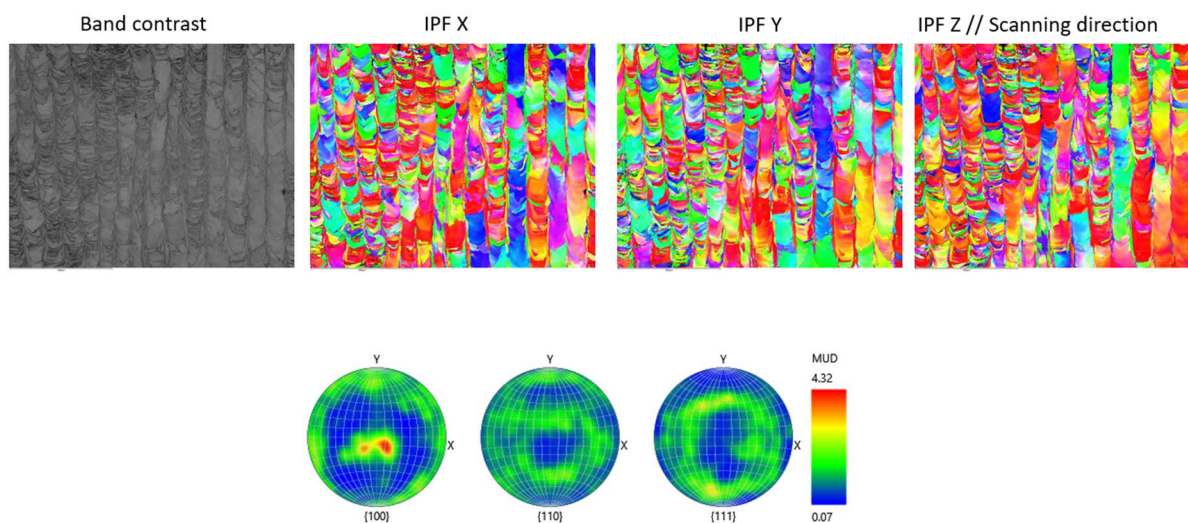 Band contrast
IPF X
IPF Y
IPF Z // Scanning direction
Y
X
{100}
Y
X
{110}
Y
X
{111}
MUD
4.32
0.07